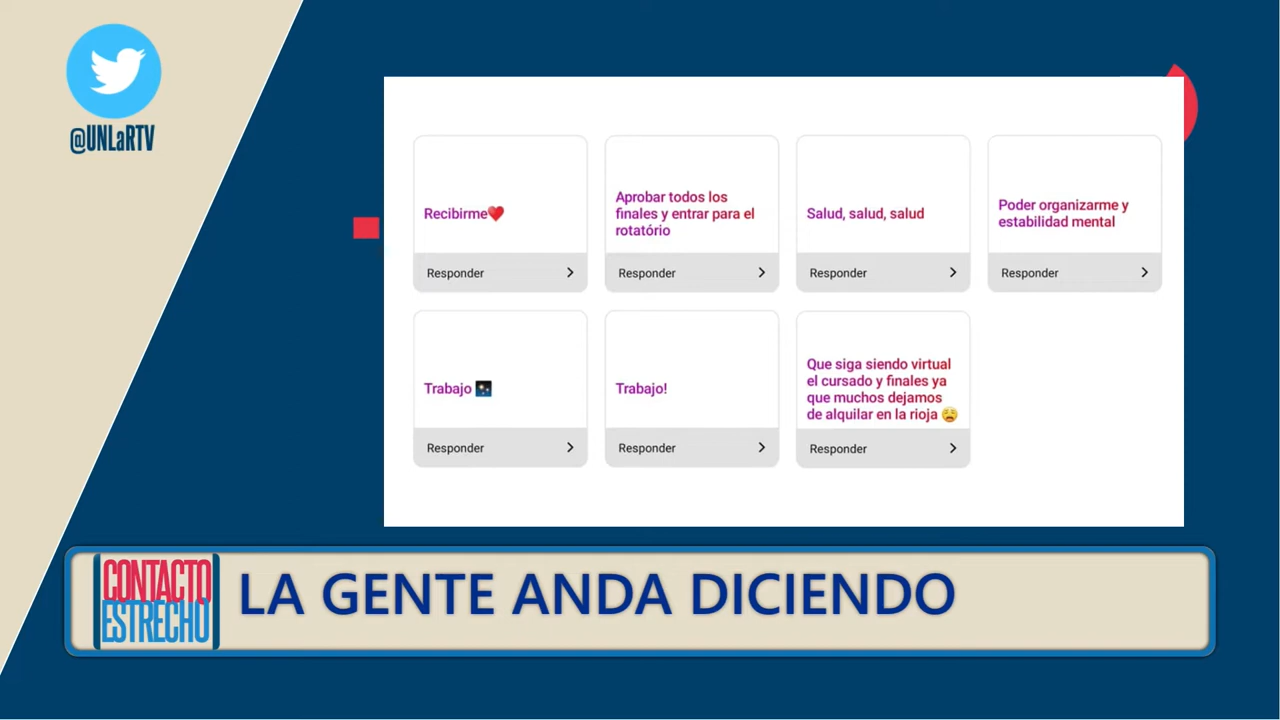 @UNLaRTV
Recibirme❤️
Responder
Aprobar todos los
finales y entrar para el
rotatório
Responder
Salud, salud, salud
Responder
Poder organizarme y
estabilidad mental
Responder
Trabajo 🎇
Responder
Trabajo!
Responder
Que siga siendo virtual
el cursado y finales ya
que muchos dejamos
de alquilar en la rioja 😩
Responder
CONTACTO
ESTRECHO
LA GENTE ANDA DICIENDO